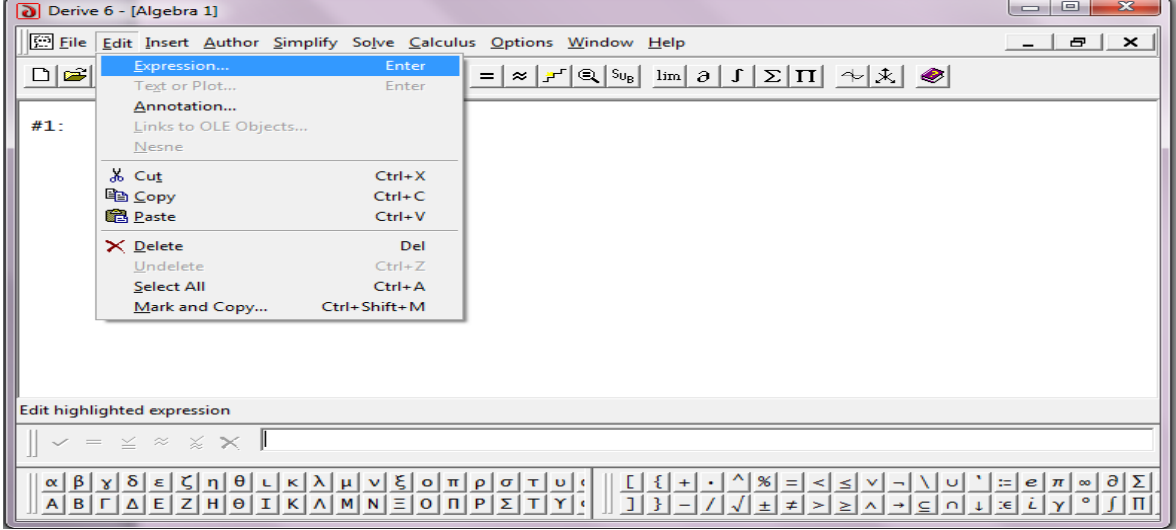 Derive 6 - [Algebra 1]
File Edit Insert Author Simplify Solve Calculus Options Window Help
= ≈ SUB lim ∂ ∫ Σ Π
Expression... Enter
Text or Plot... Enter
Annotation...
#1:
Links to OLE Objects...
Nesne
Cut Ctrl+X
Copy Ctrl+C
Paste Ctrl+V
Delete Del
Undelete Ctrl+Z
Select All Ctrl+A
Mark and Copy... Ctrl+Shift+M
Edit highlighted expression
= ≈
α β γ δ ε ζ η θ ι κ λ μ ν ξ ο π ρ σ τ υ [ { + · ^ % = < ≤ ∨ ¬ \ ∪ ` := e π ∞ ∂ Σ
Α Β Γ Δ Ε Ζ Η Θ Ι Κ Λ Μ Ν Ξ Ο Π Ρ Σ Τ Υ ] } − / √ ± ≠ > ≥ ∧ → ⊆ ∩ ↓ :∈ i γ ° ∫ Π